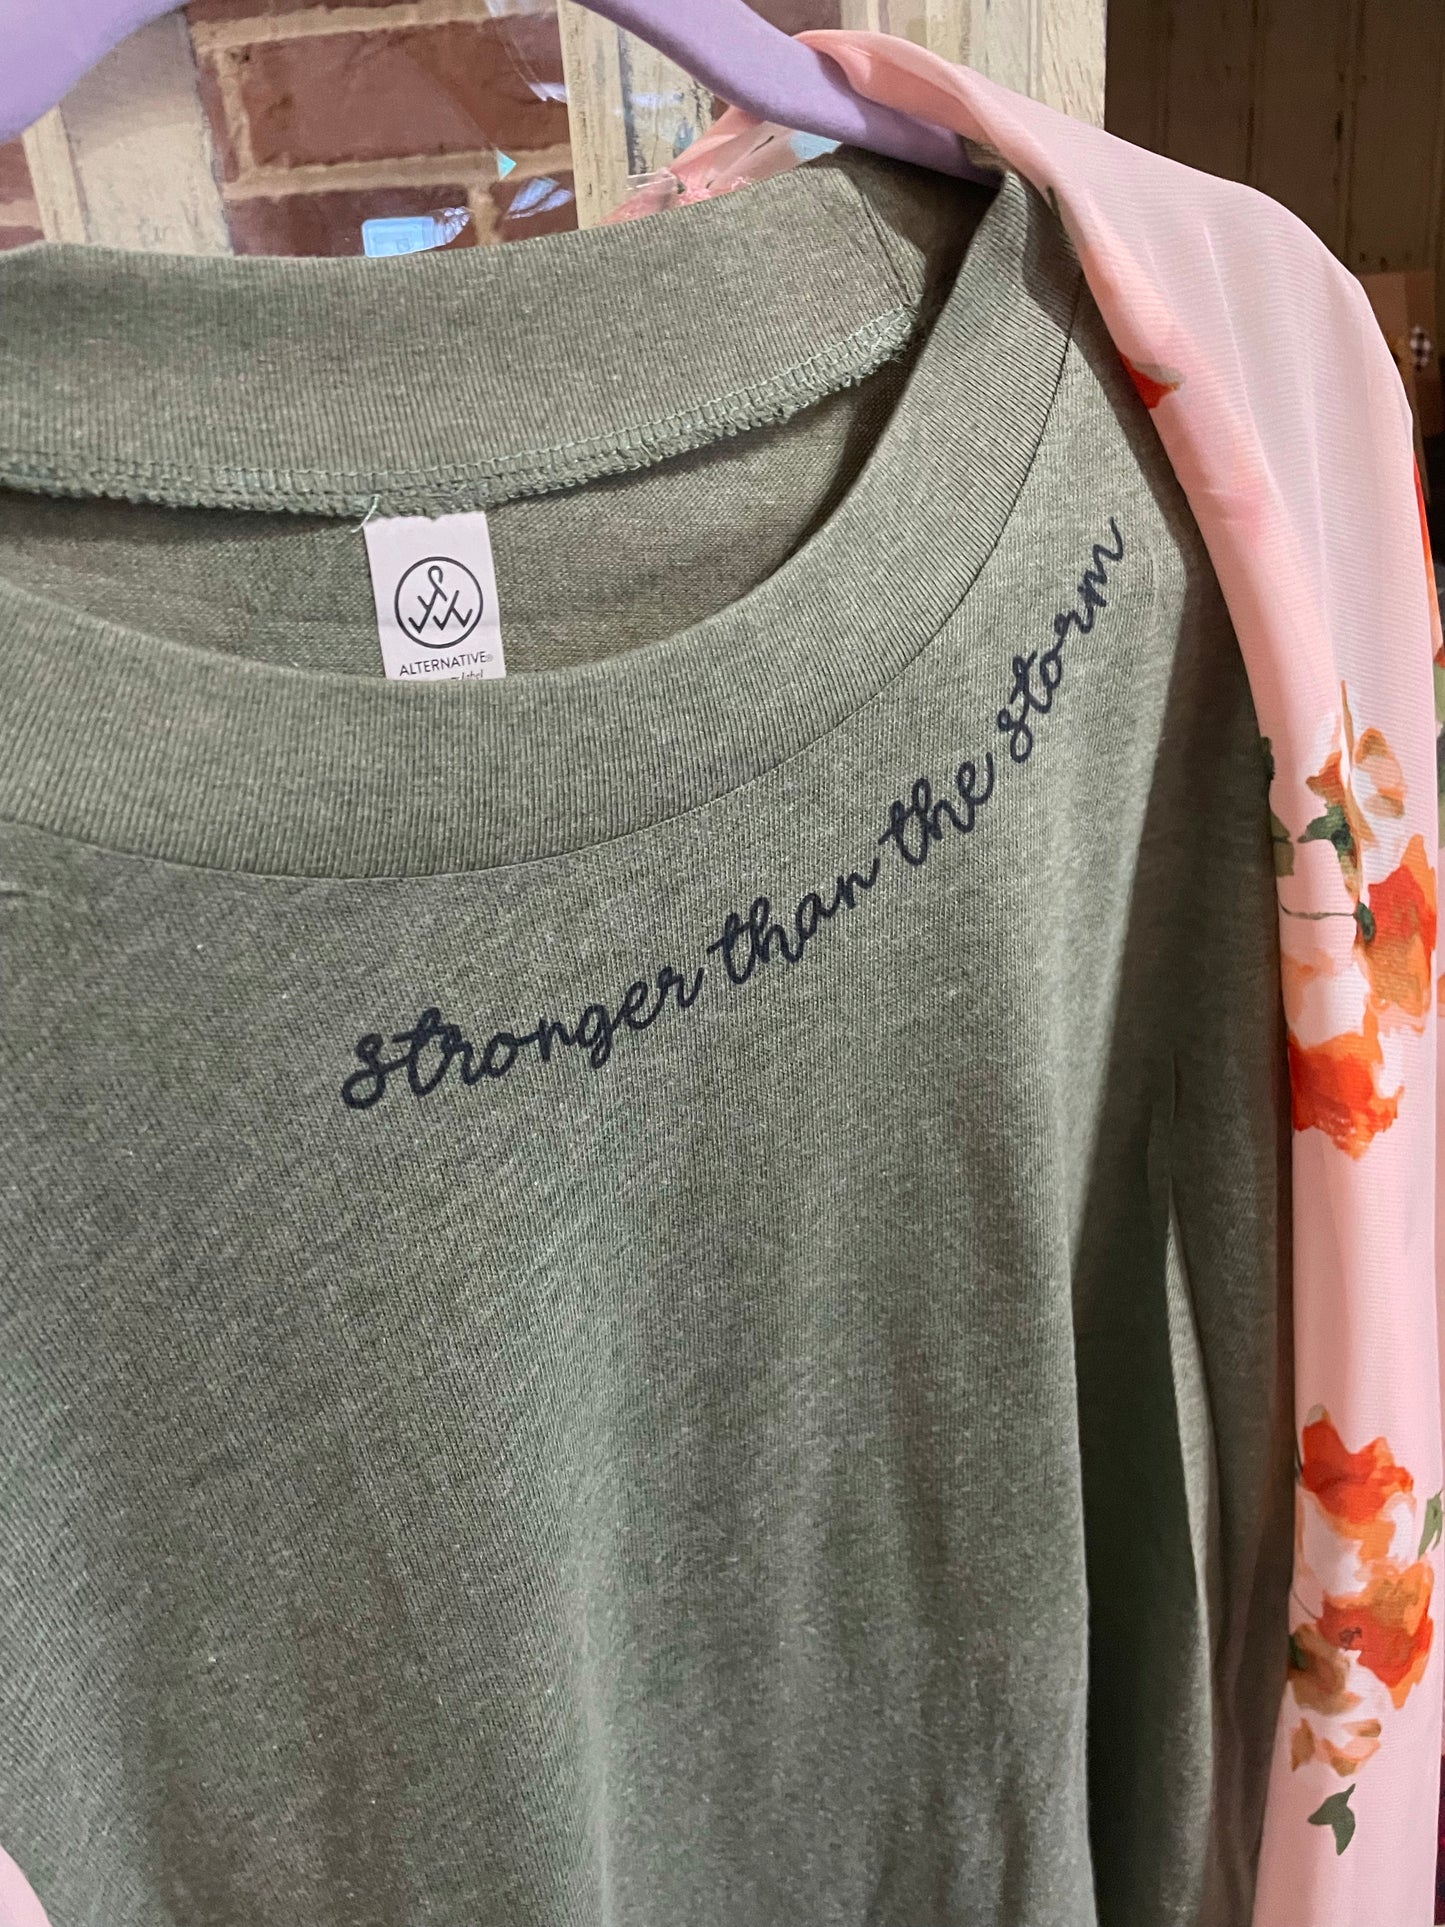 ALTERNATIVE®
stronger than the storm